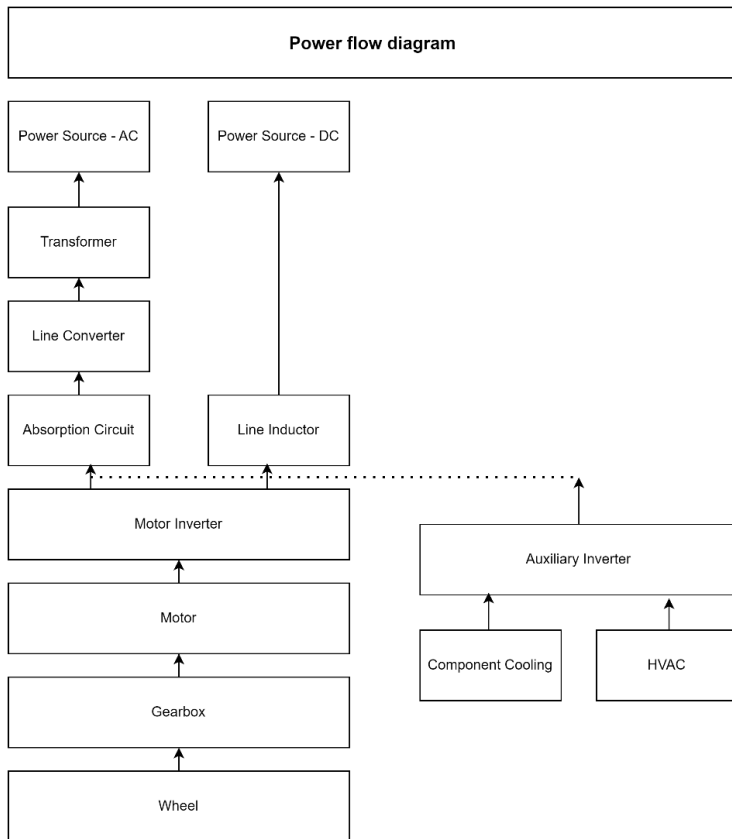 Power flow diagram
Power Source - AC
Power Source - DC
Transformer
Line Converter
Absorption Circuit
Line Inductor
Motor Inverter
Auxiliary Inverter
Motor
Component Cooling
HVAC
Gearbox
Wheel